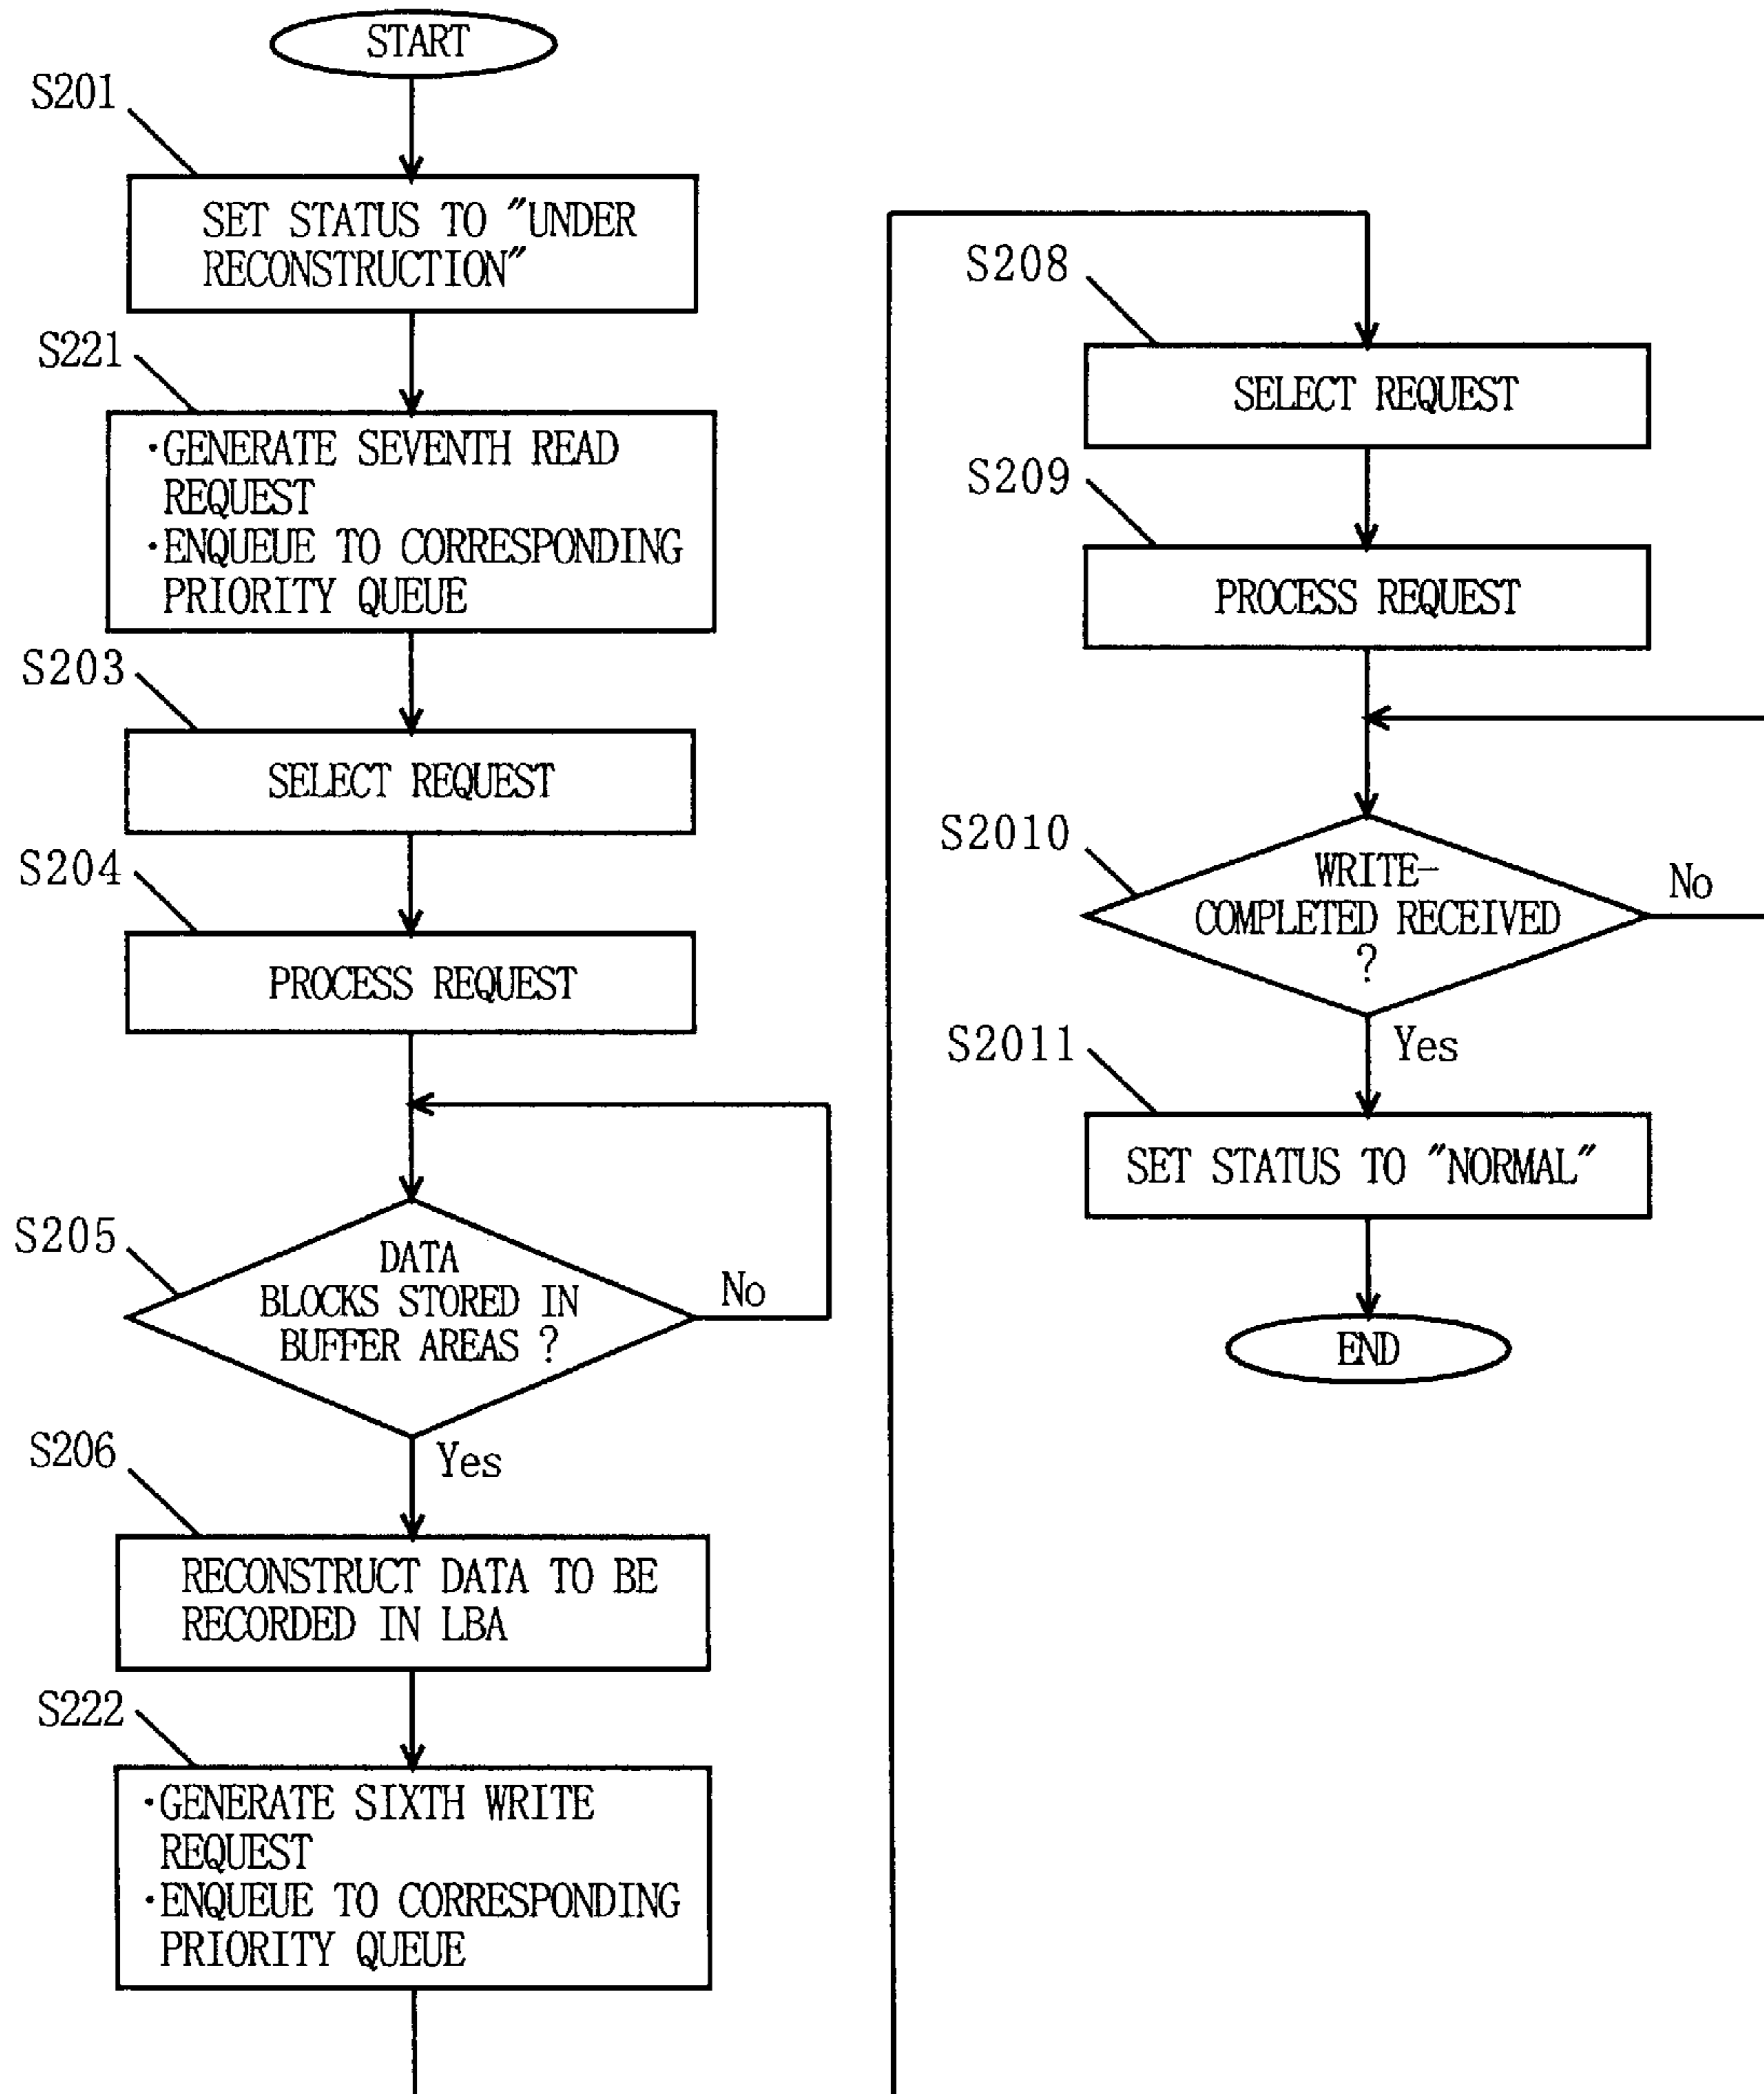 START
S201
SET STATUS TO "UNDER
RECONSTRUCTION"
S221
·GENERATE SEVENTH READ
REQUEST
·ENQUEUE TO CORRESPONDING
PRIORITY QUEUE
S203
SELECT REQUEST
S204
PROCESS REQUEST
S205
DATA
BLOCKS STORED IN
BUFFER AREAS ?
No
Yes
S206
RECONSTRUCT DATA TO BE
RECORDED IN LBA
S222
·GENERATE SIXTH WRITE
REQUEST
·ENQUEUE TO CORRESPONDING
PRIORITY QUEUE
S208
SELECT REQUEST
S209
PROCESS REQUEST
S2010
WRITE-
COMPLETED RECEIVED
?
No
Yes
S2011
SET STATUS TO "NORMAL"
END